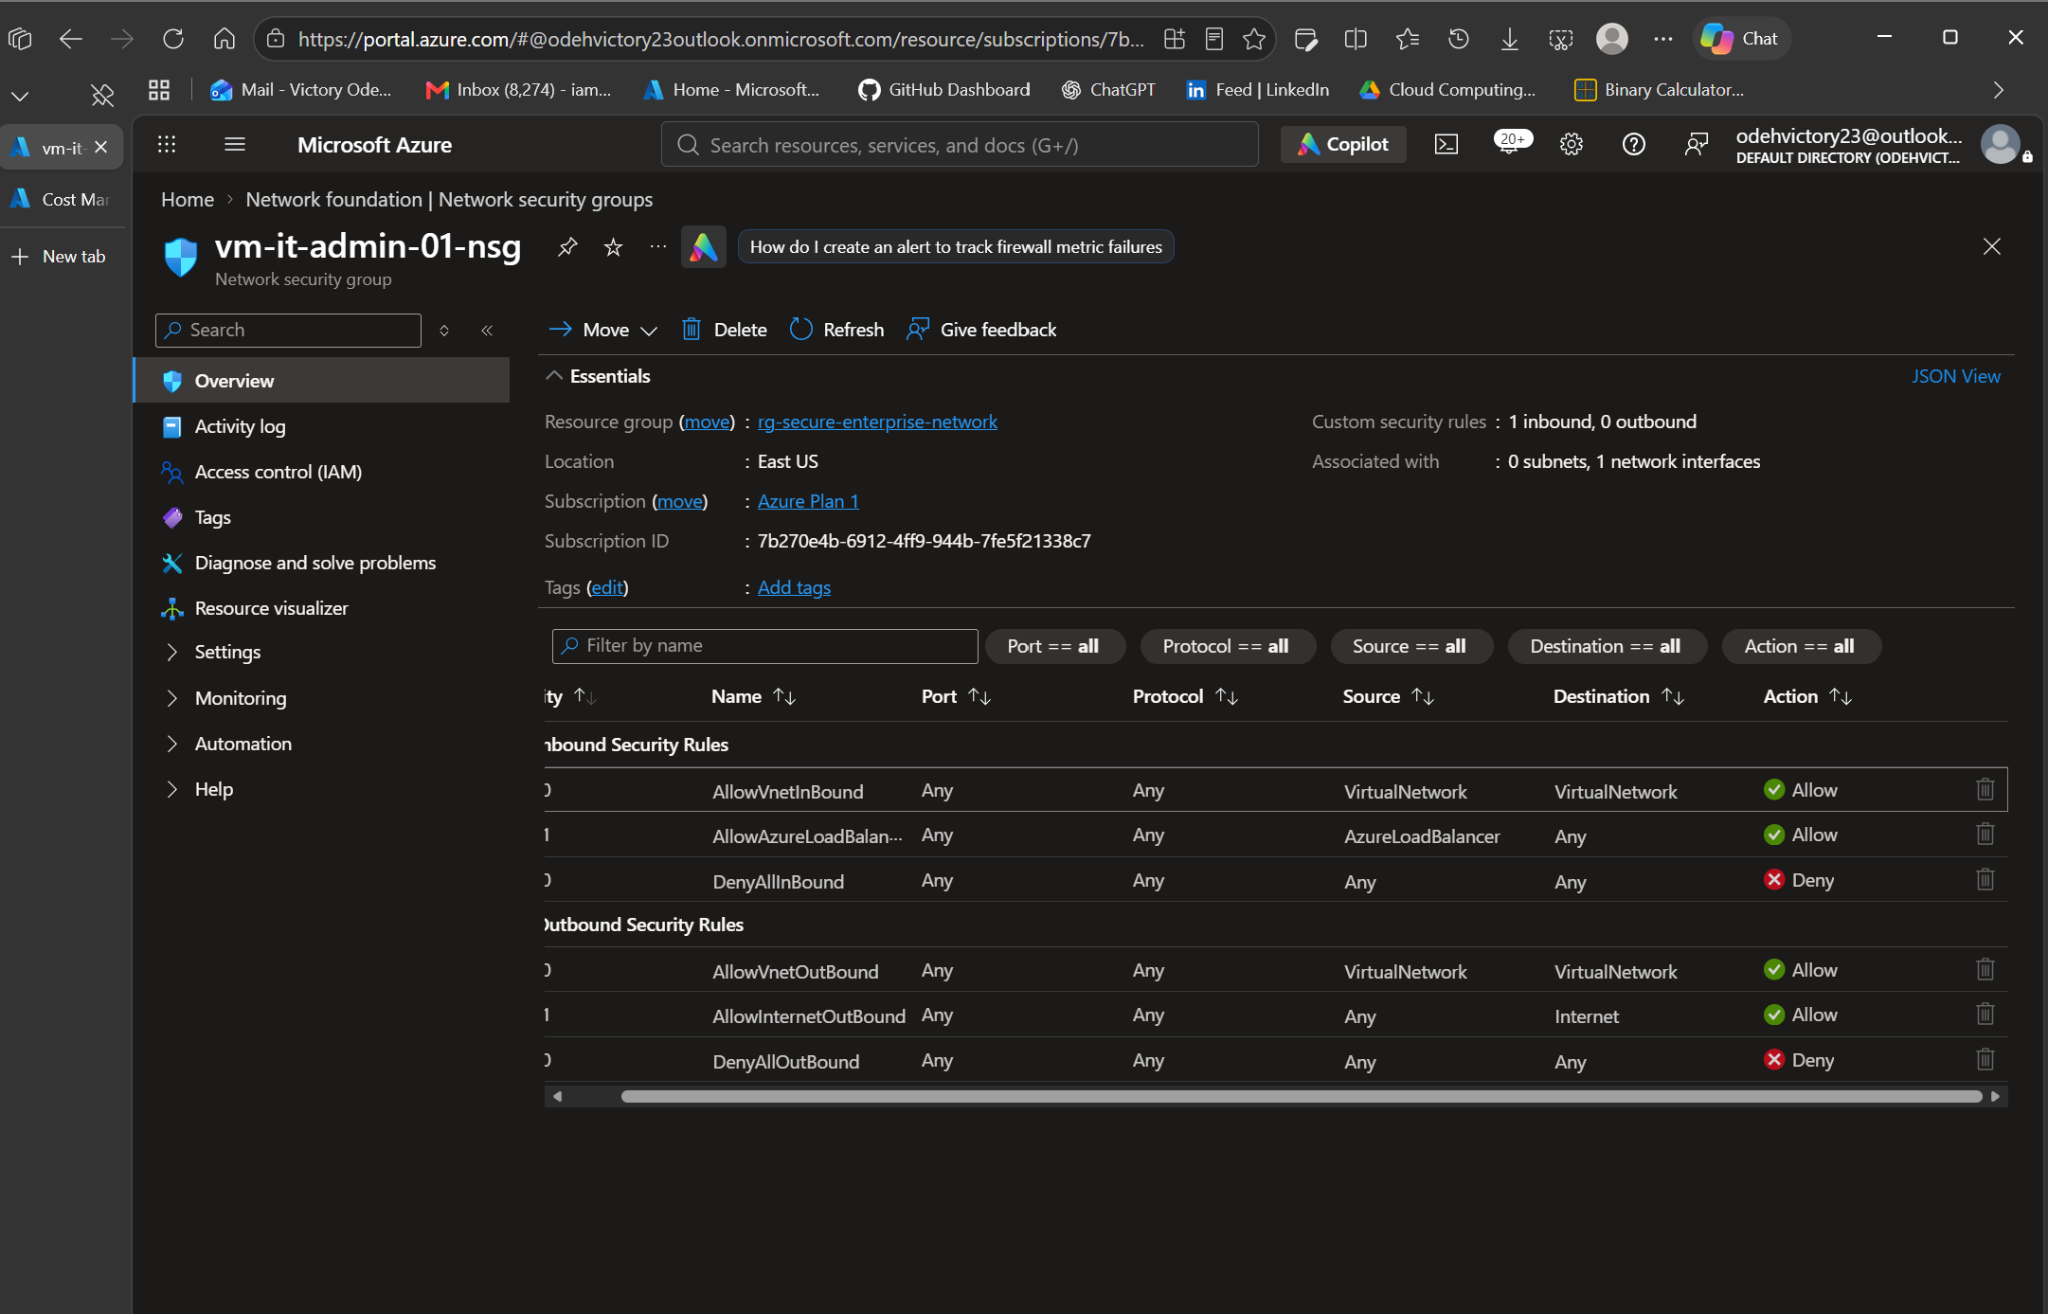 https://portal.azure.com/#@odehvictory23outlook.onmicrosoft.com/resource/subscriptions/7b...
Chat
Mail - Victory Ode...
Inbox (8,274) - iam...
Home - Microsoft...
GitHub Dashboard
ChatGPT
Feed | LinkedIn
Cloud Computing...
Binary Calculator...
vm-it-
Cost Mar
New tab
Microsoft Azure
Search resources, services, and docs (G+/)
Copilot
20+
odehvictory23@outlook...
DEFAULT DIRECTORY (ODEHVICT...
Home > Network foundation | Network security groups
vm-it-admin-01-nsg
Network security group
How do I create an alert to track firewall metric failures
Search
Overview
Activity log
Access control (IAM)
Tags
Diagnose and solve problems
Resource visualizer
Settings
Monitoring
Automation
Help
Move
Delete
Refresh
Give feedback
Essentials
JSON View
Resource group (move) : rg-secure-enterprise-network
Location : East US
Subscription (move) : Azure Plan 1
Subscription ID : 7b270e4b-6912-4ff9-944b-7fe5f21338c7
Tags (edit) : Add tags
Custom security rules : 1 inbound, 0 outbound
Associated with : 0 subnets, 1 network interfaces
Filter by name
Port == all
Protocol == all
Source == all
Destination == all
Action == all
ity Name Port Protocol Source Destination Action
nbound Security Rules
0 AllowVnetInBound Any Any VirtualNetwork VirtualNetwork Allow
1 AllowAzureLoadBalan... Any Any AzureLoadBalancer Any Allow
0 DenyAllInBound Any Any Any Any Deny
Outbound Security Rules
0 AllowVnetOutBound Any Any VirtualNetwork VirtualNetwork Allow
1 AllowInternetOutBound Any Any Any Internet Allow
0 DenyAllOutBound Any Any Any Any Deny